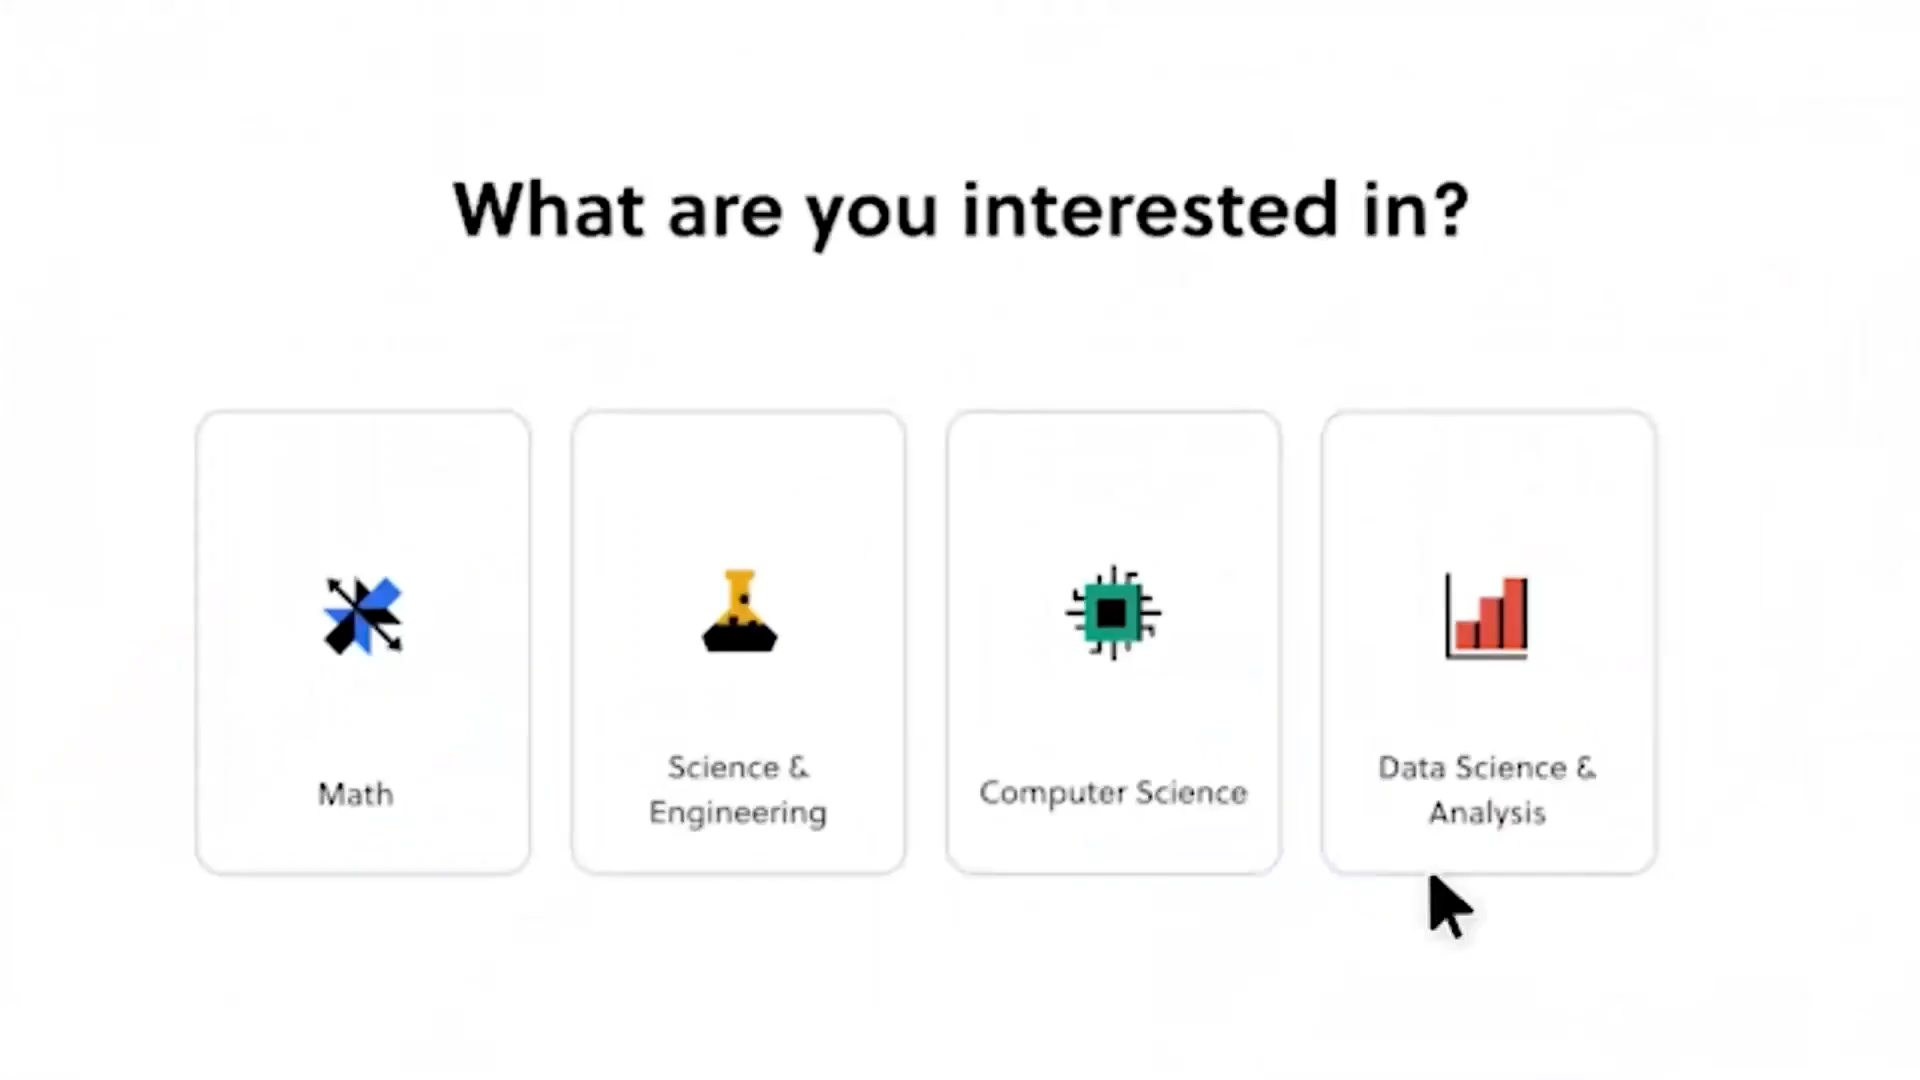 What are you interested in?
Math
Science &
Engineering
Computer Science
Data Science &
Analysis